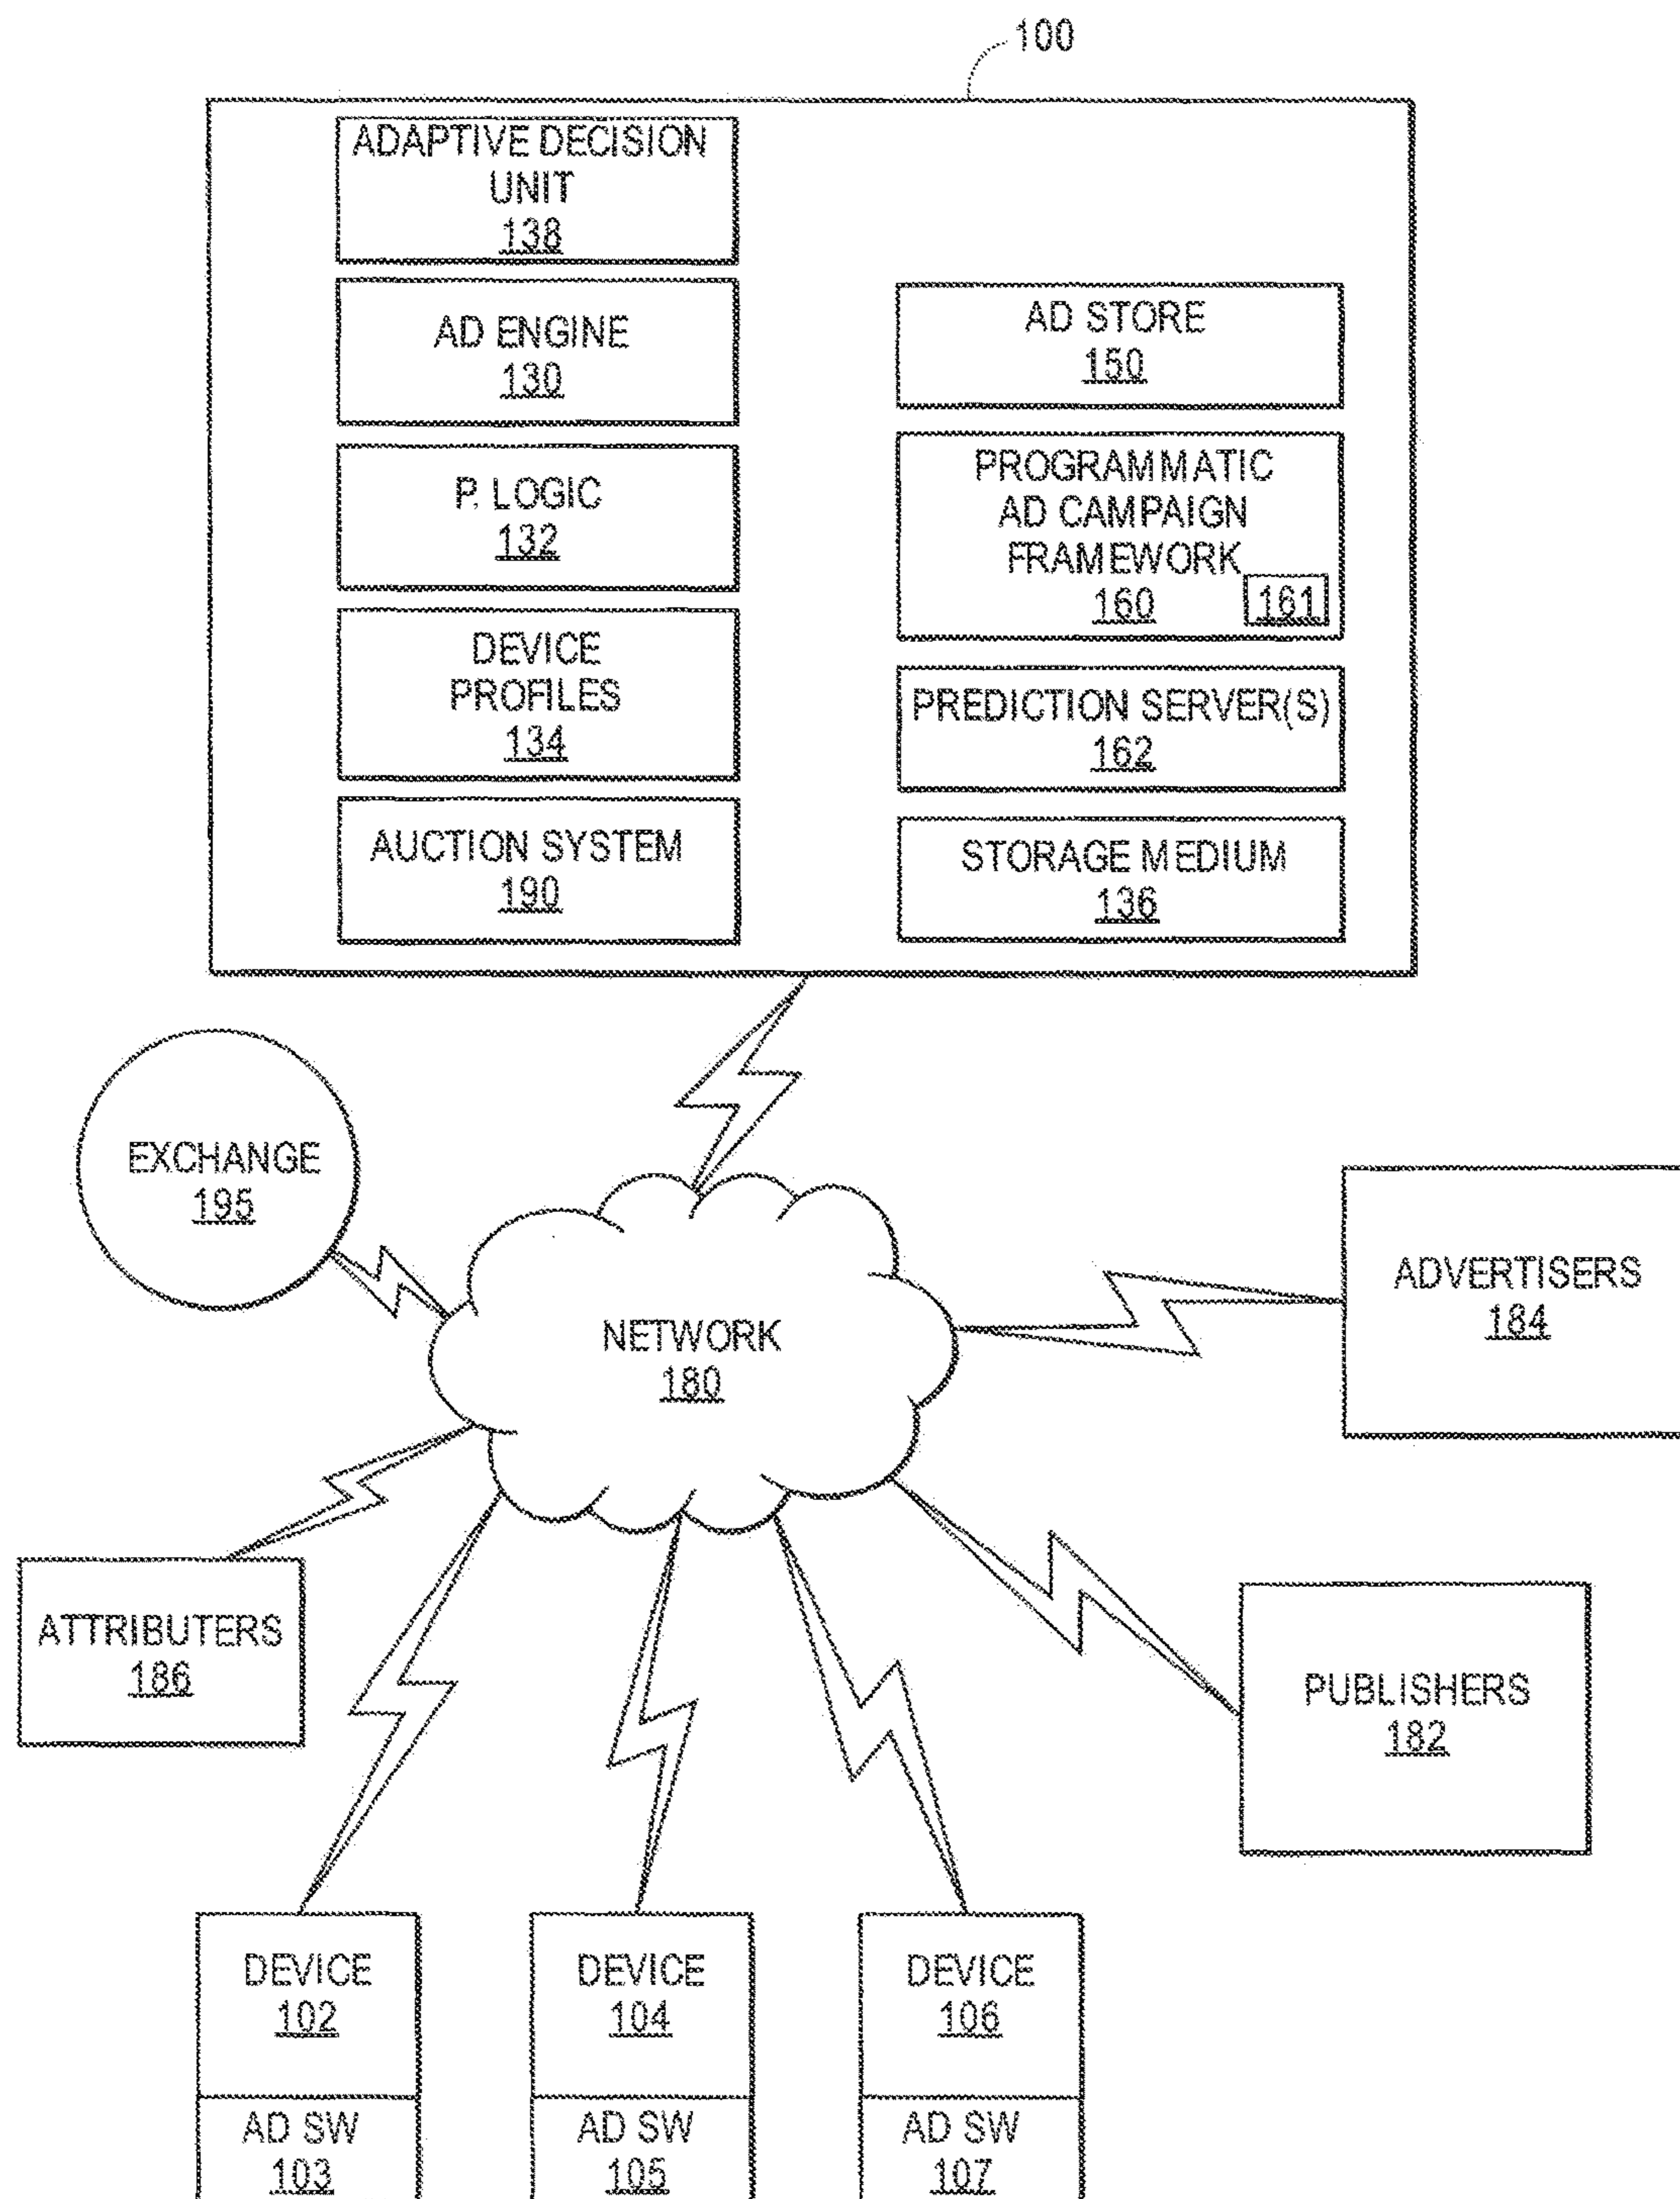 100
ADAPTIVE DECISION
UNIT
138
AD ENGINE
130
P. LOGIC
132
DEVICE
PROFILES
134
AUCTION SYSTEM
190
AD STORE
150
PROGRAMMATIC
AD CAMPAIGN
FRAMEWORK
160
161
PREDICTION SERVER(S)
162
STORAGE MEDIUM
136
EXCHANGE
195
NETWORK
180
ADVERTISERS
184
ATTRIBUTERS
186
PUBLISHERS
182
DEVICE
102
AD SW
103
DEVICE
104
AD SW
105
DEVICE
106
AD SW
107